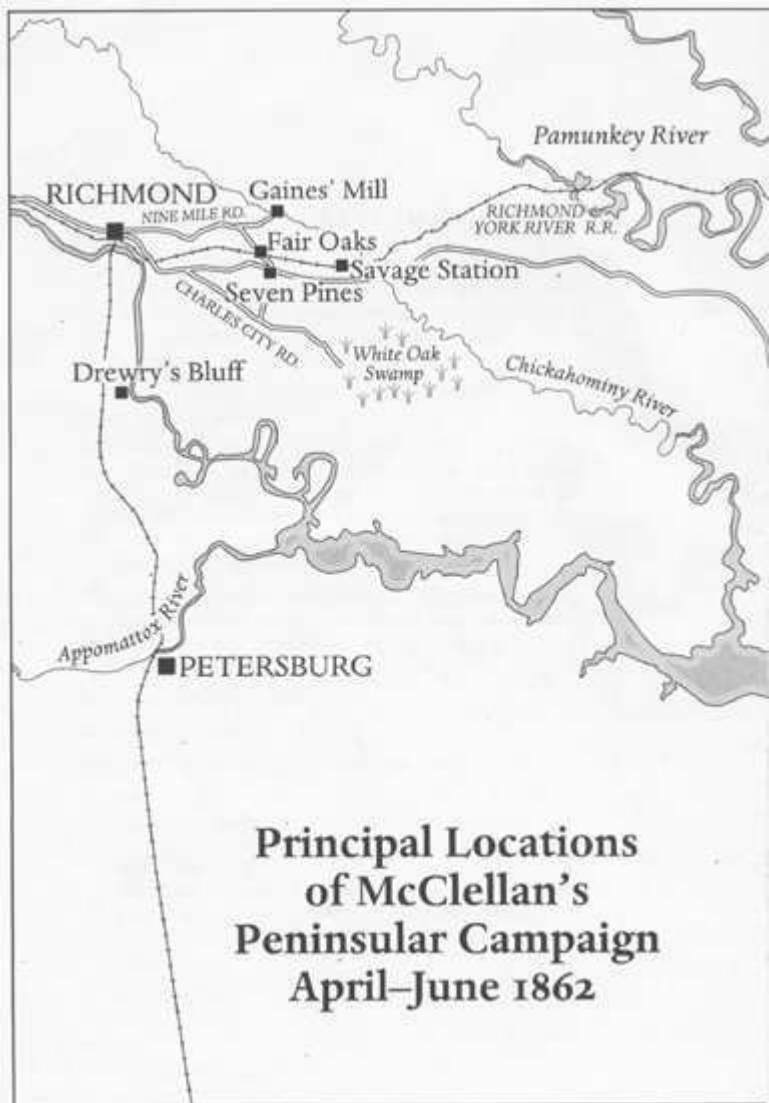 Pamunkey River
RICHMOND
Gaines' Mill
NINE MILE RD.
RICHMOND
YORK RIVER R.R.
Fair Oaks
Savage Station
Seven Pines
CHARLES CITY RD.
White Oak
Swamp
Chickahominy River
Drewry's Bluff
Appomattox River
PETERSBURG
Principal Locations
of McClellan's
Peninsular Campaign
April–June 1862